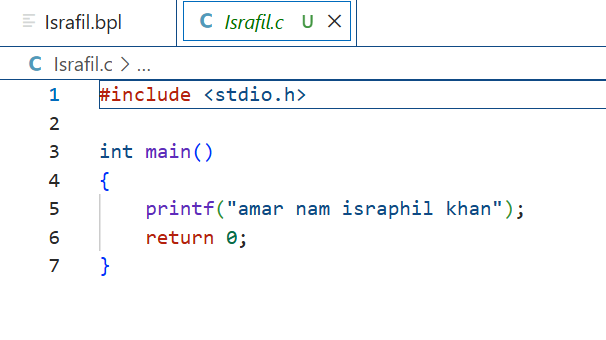 Israfil.bpl
C Israfil.c U ×
C Israfil.c > ...
1 #include <stdio.h>
2
3 int main()
4 {
5     printf("amar nam israphil khan");
6     return 0;
7 }